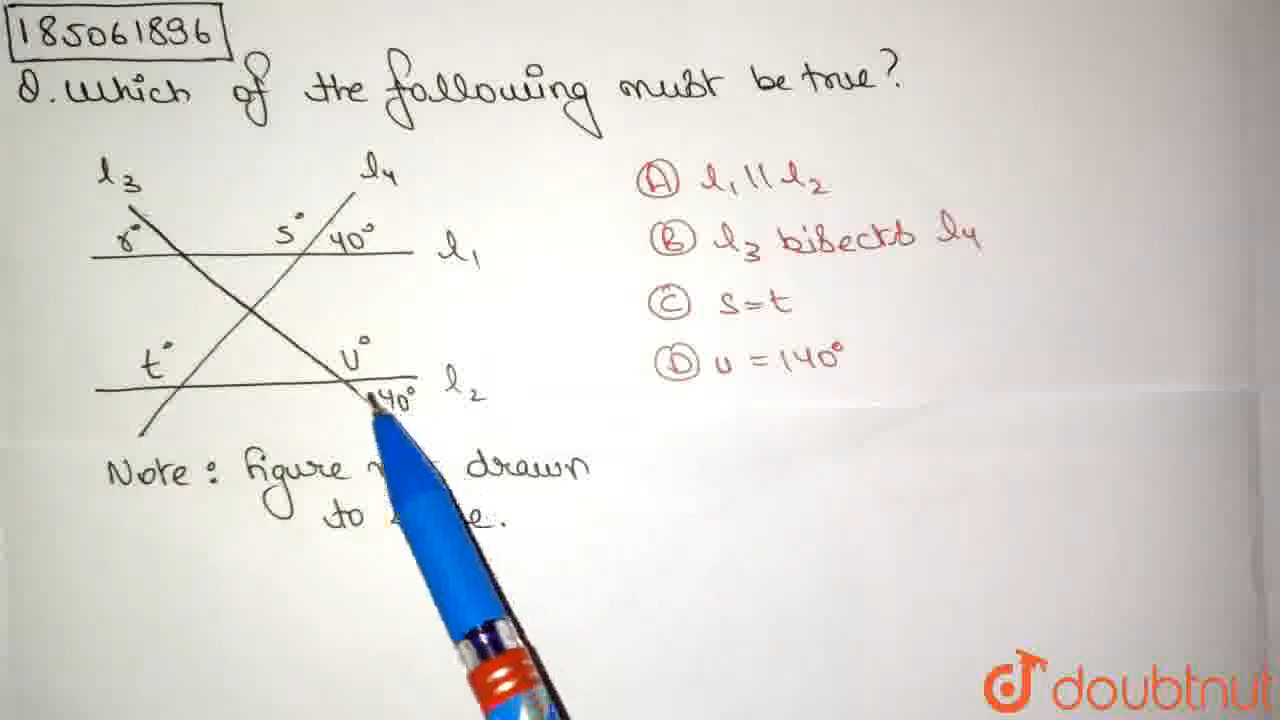 185061896
Q. Which of the following must be true?
l3
l4
r°
s°
40°
l1
t°
u°
l2
40°
Note: figure drawn
to
(A) l1 || l2
(B) l3 bisects l4
(C) s=t
(D) u = 140°
doubtnut